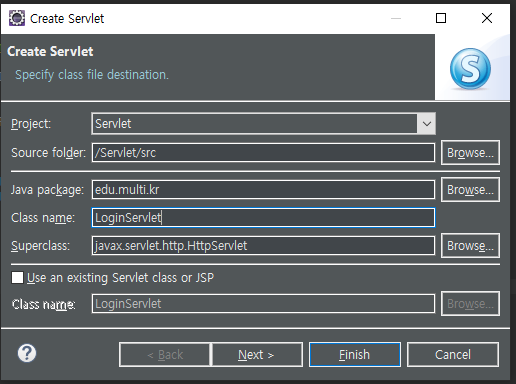 Create Servlet
Create Servlet
Specify class file destination.
S
Project: Servlet
Source folder: /Servlet/src Browse...
Java package: edu.multi.kr Browse...
Class name: LoginServlet
Superclass: javax.servlet.http.HttpServlet Browse...
Use an existing Servlet class or JSP
Class name: LoginServlet Browse...
? < Back Next > Finish Cancel